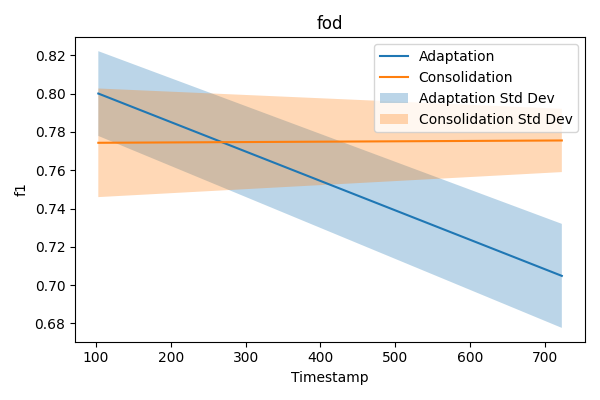 fod
0.82
0.80
0.78
0.76
0.74
0.72
0.70
0.68
f1
Adaptation
Consolidation
Adaptation Std Dev
Consolidation Std Dev
100 200 300 400 500 600 700
Timestamp